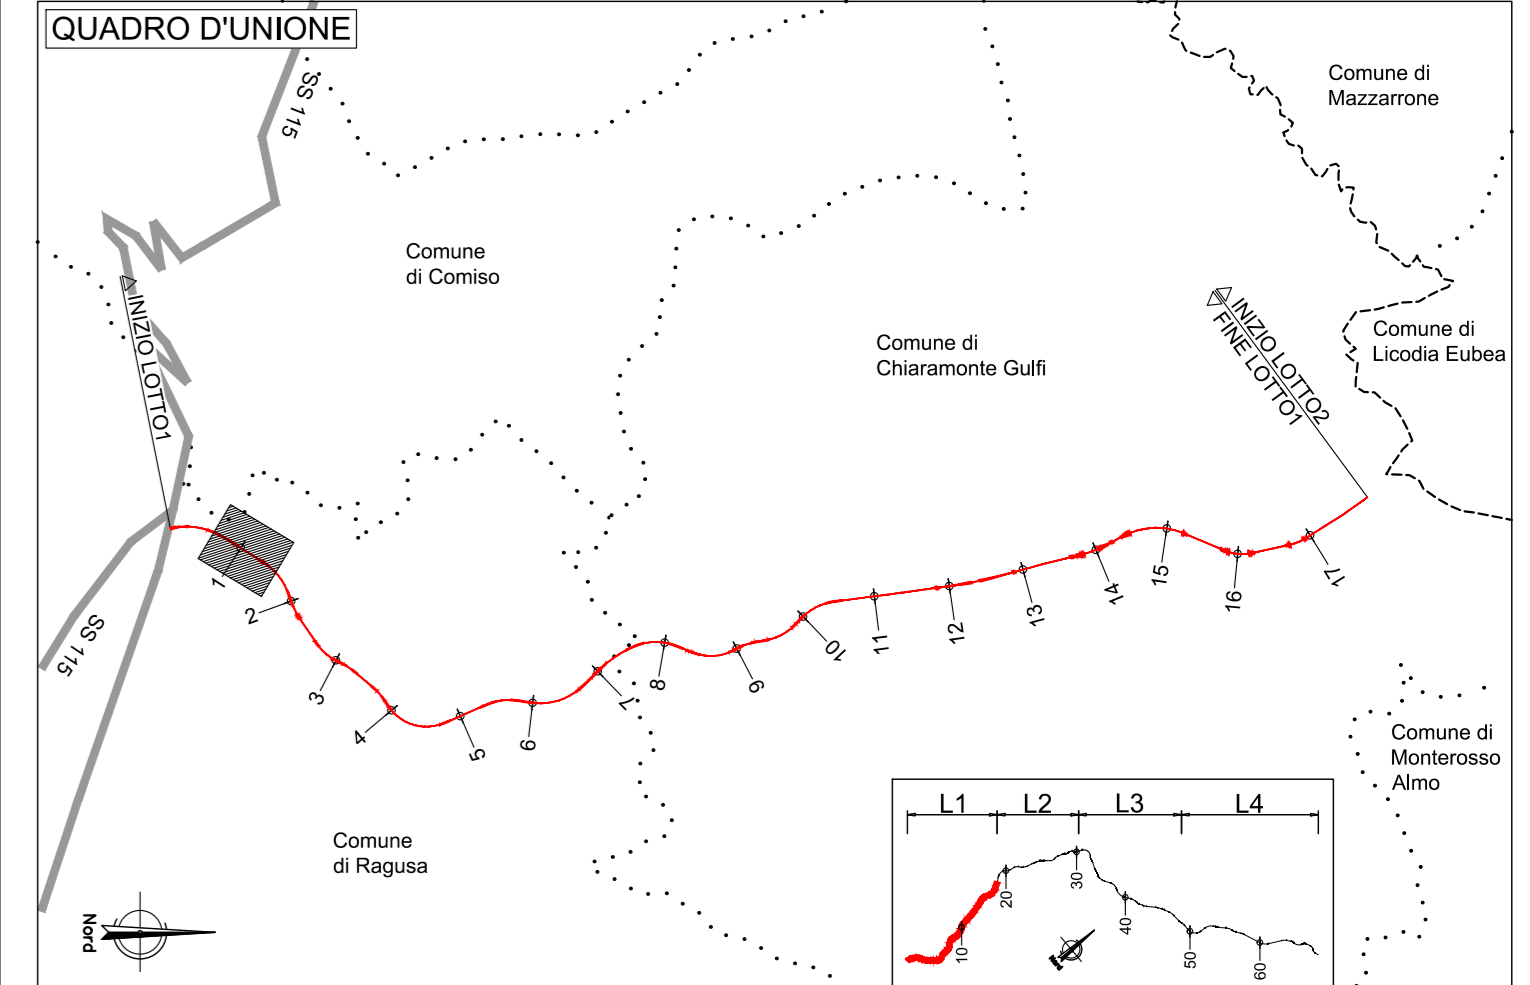 QUADRO D'UNIONE
SS 115
Comune di
Mazzarrone
Comune
di Comiso
INIZIO LOTTO1
Comune di
Chiaramonte Gulfi
INIZIO LOTTO2
FINE LOTTO1
Comune di
Licodia Eubea
SS 115
1
2
3
4
5
6
7
8
9
10
11
12
13
14
15
16
17
Comune di
Monterosso
Almo
Comune
di Ragusa
Nord
L1 L2 L3 L4
10
20
30
40
50
60
Nord